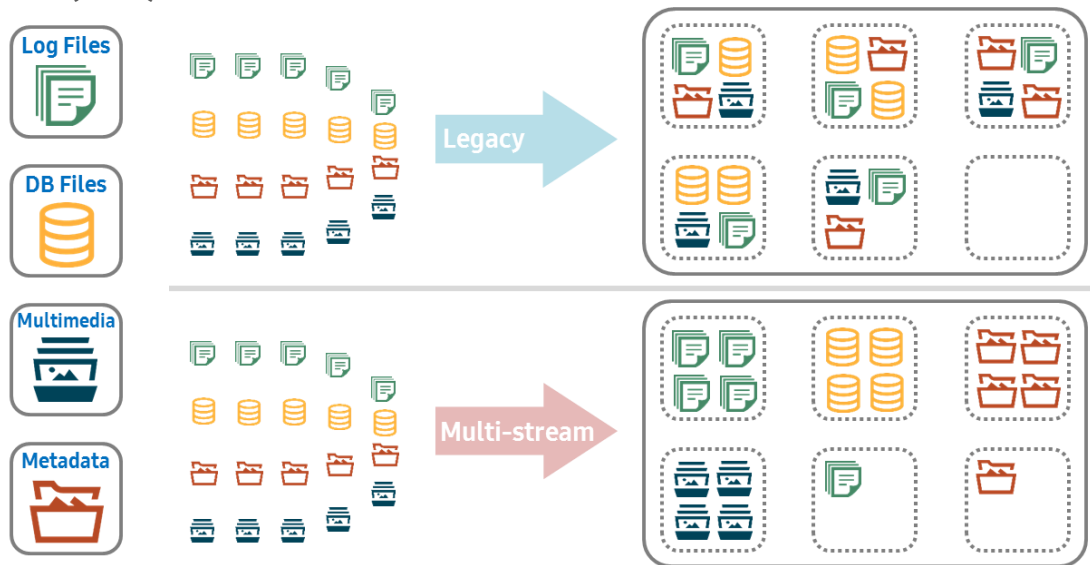 Log Files
DB Files
Multimedia
Metadata
Legacy
Multi-stream